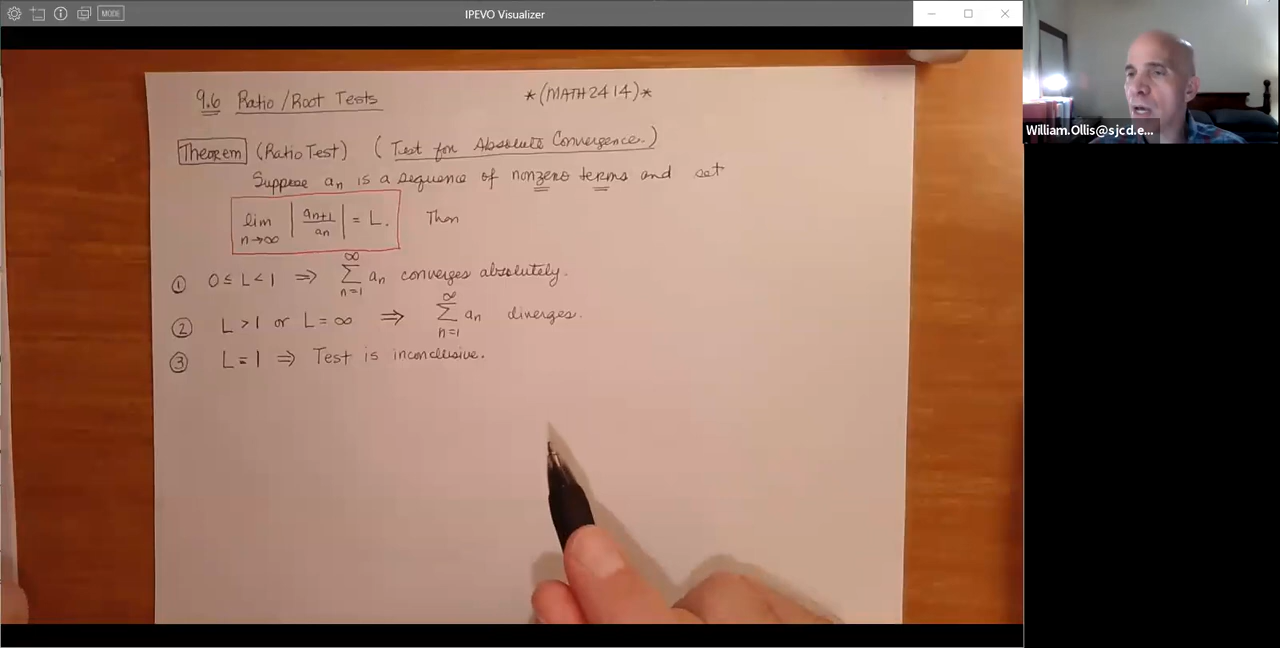 MODE
IPEVO Visualizer
9.6 Ratio/Root Tests
*(MATH 2414)*
Theorem (Ratio Test) (Test for Absolute Convergence.)
Suppose an is a sequence of nonzero terms and set
lim n→∞ | an+1 / an | = L. Then
① 0 ≤ L < 1 ⇒ ∞ Σ n=1 an converges absolutely.
② L > 1 or L = ∞ ⇒ ∞ Σ n=1 an diverges.
③ L = 1 ⇒ Test is inconclusive.
William.Ollis@sjcd.e...